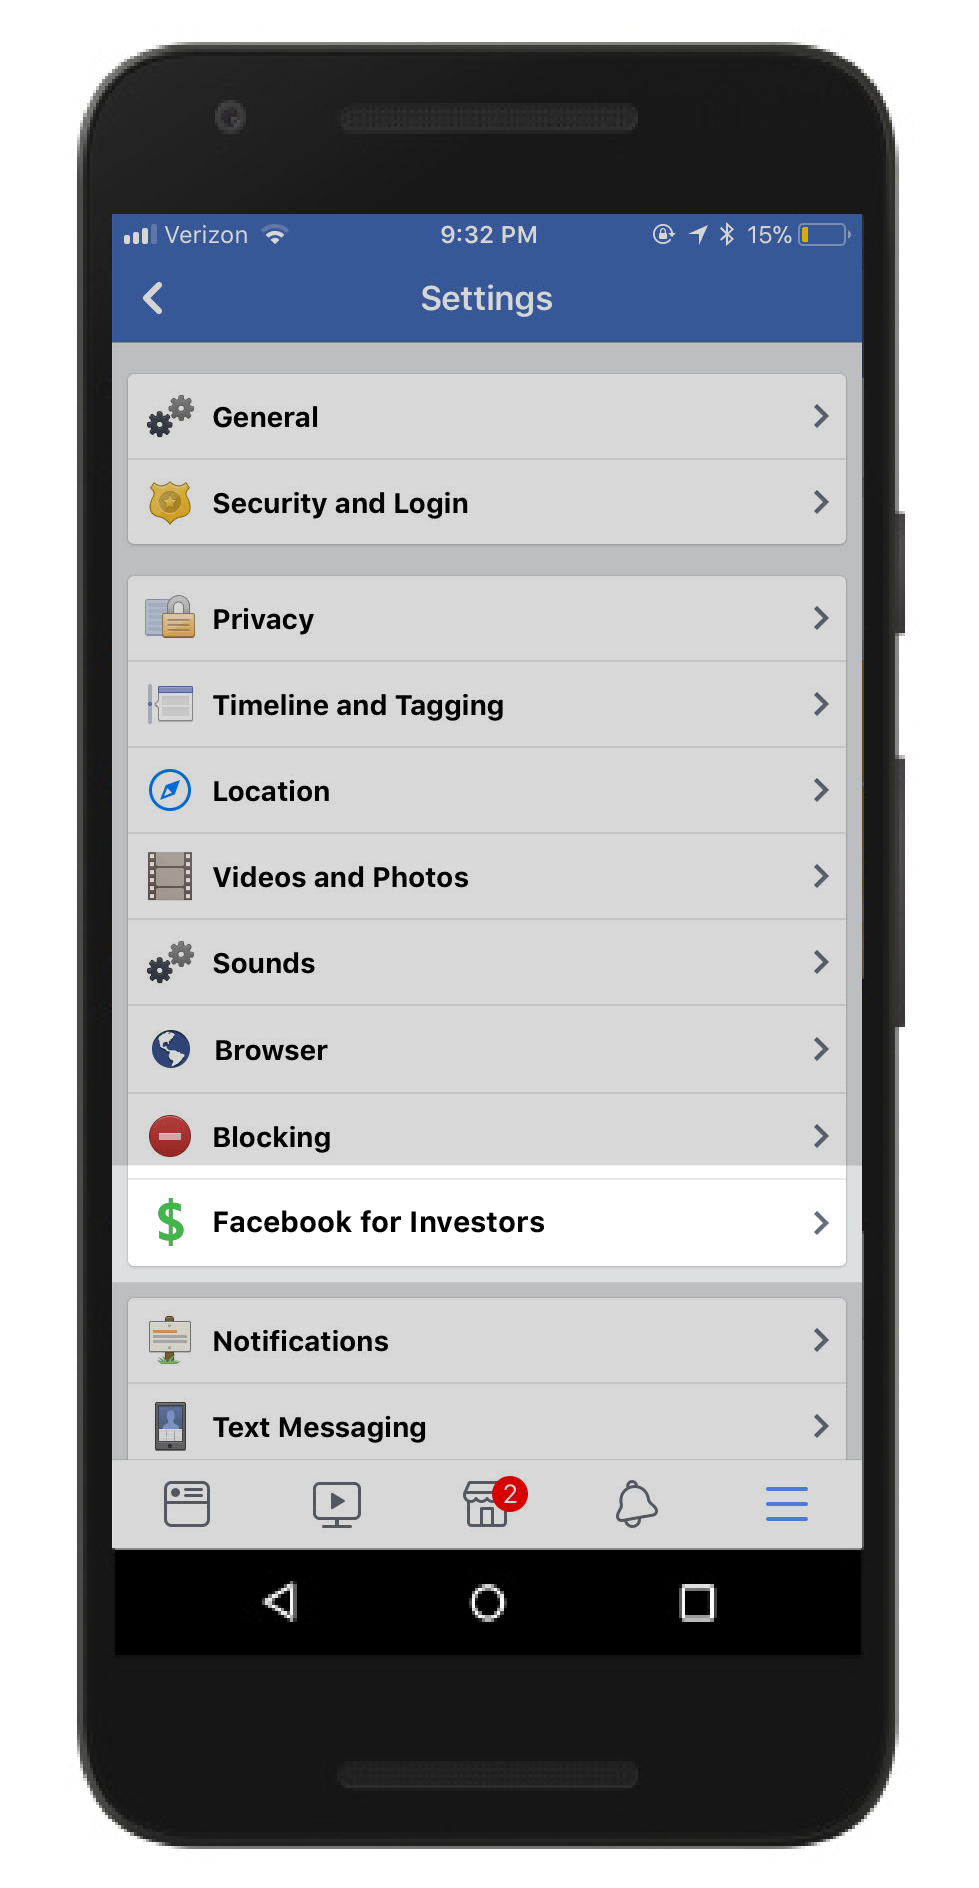 Verizon 9:32 PM 15%
Settings
General
Security and Login
Privacy
Timeline and Tagging
Location
Videos and Photos
Sounds
Browser
Blocking
$ Facebook for Investors
Notifications
Text Messaging
2